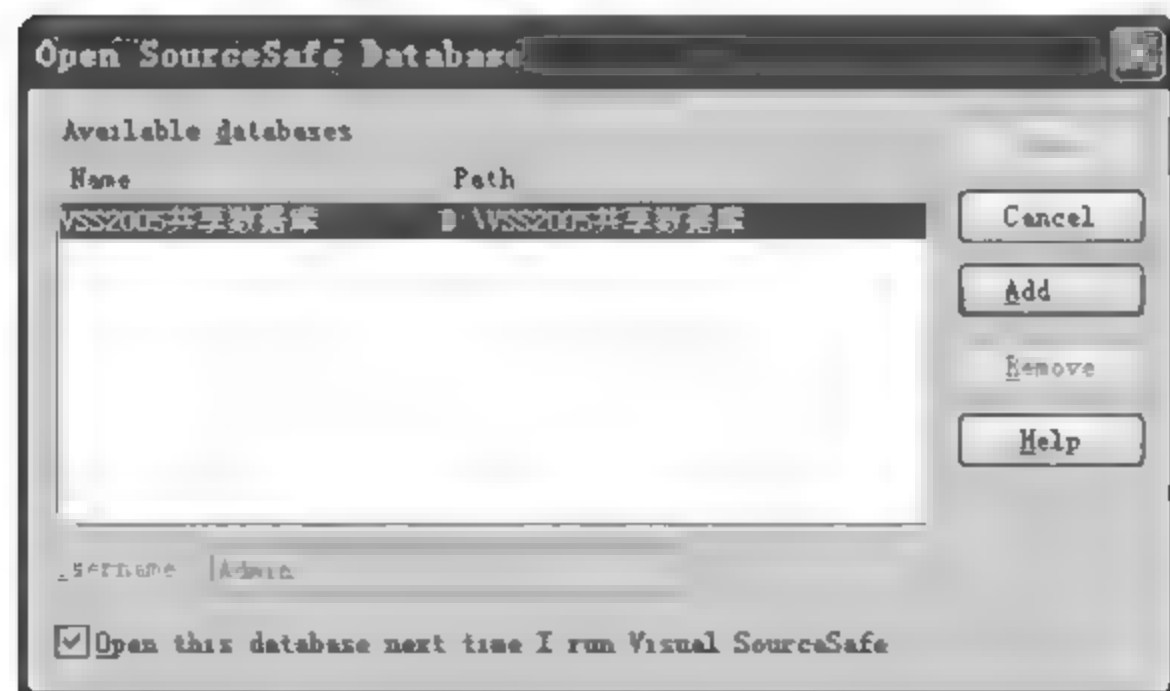 Open SourceSafe Database
Available databases
Name Path
VSS2005共享数据库 D:\VSS2005共享数据库
Cancel
Add
Remove
Help
Username Admin
Open this database next time I run Visual SourceSafe